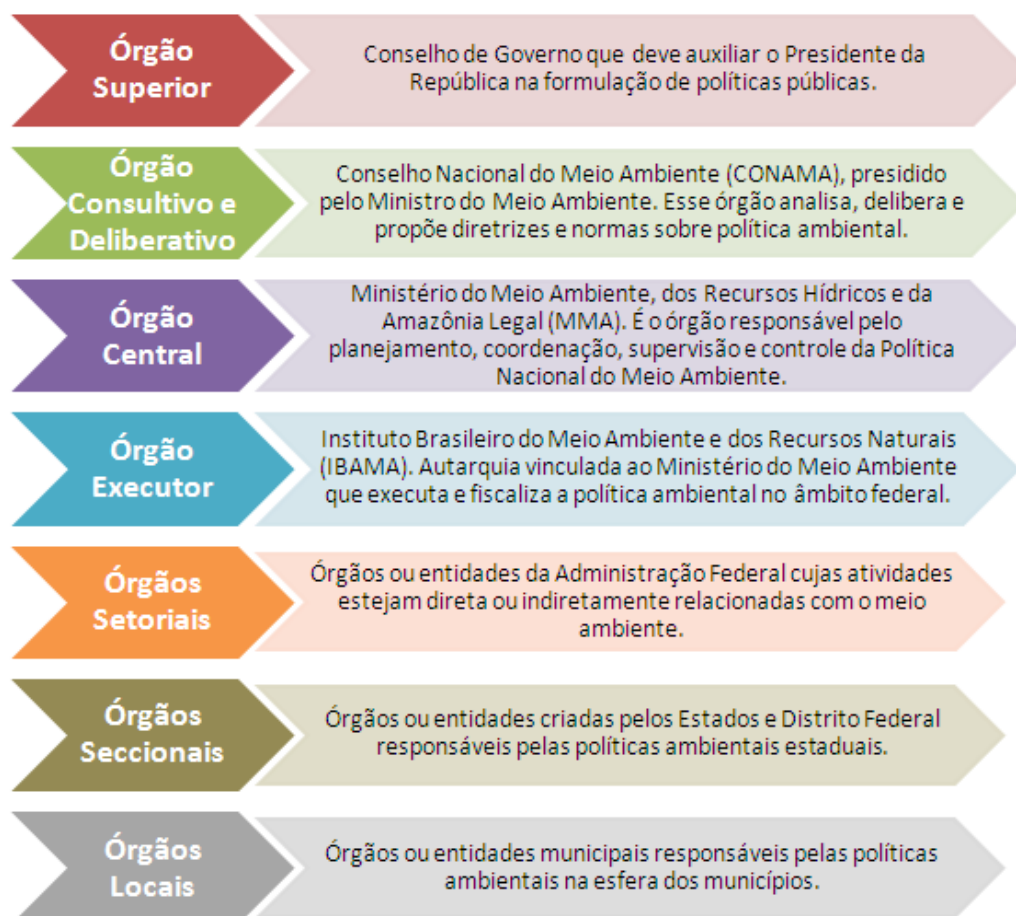 Órgão
Superior
Conselho de Governo que deve auxiliar o Presidente da
República na formulação de políticas públicas.
Órgão
Consultivo e
Deliberativo
Conselho Nacional do Meio Ambiente (CONAMA), presidido
pelo Ministro do Meio Ambiente. Esse órgão analisa, delibera e
propõe diretrizes e normas sobre política ambiental.
Órgão
Central
Ministério do Meio Ambiente, dos Recursos Hídricos e da
Amazônia Legal (MMA). É o órgão responsável pelo
planejamento, coordenação, supervisão e controle da Política
Nacional do Meio Ambiente.
Órgão
Executor
Instituto Brasileiro do Meio Ambiente e dos Recursos Naturais
(IBAMA). Autarquia vinculada ao Ministério do Meio Ambiente
que executa e fiscaliza a política ambiental no âmbito federal.
Órgãos
Setoriais
Órgãos ou entidades da Administração Federal cujas atividades
estejam direta ou indiretamente relacionadas com o meio
ambiente.
Órgãos
Seccionais
Órgãos ou entidades criadas pelos Estados e Distrito Federal
responsáveis pelas políticas ambientais estaduais.
Órgãos
Locais
Órgãos ou entidades municipais responsáveis pelas políticas
ambientais na esfera dos municípios.